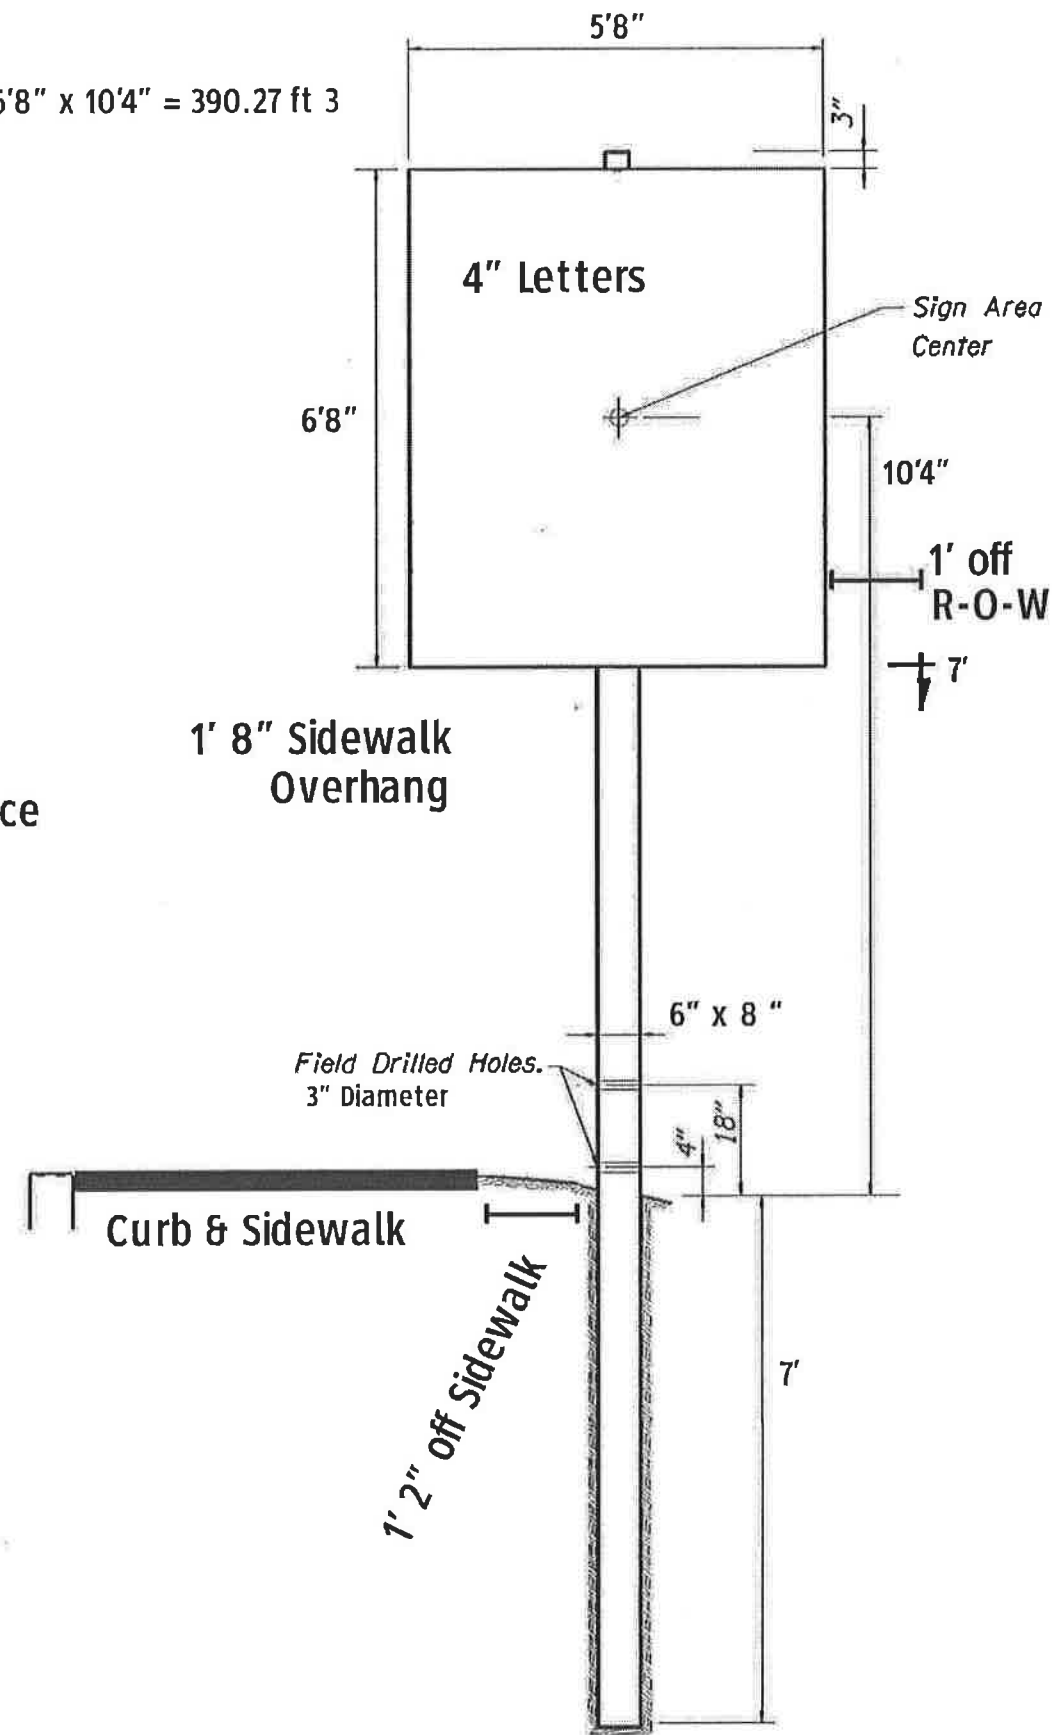 5'8"
5'8" x 10'4" = 390.27 ft 3
3"
4" Letters
Sign Area
Center
6'8"
10'4"
1' off
R-O-W
7'
1' 8" Sidewalk
Overhang
ce
6" x 8 "
Field Drilled Holes.
3" Diameter
18"
4"
Curb & Sidewalk
1' 2" off Sidewalk
7'